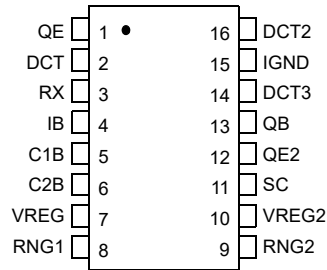 QE 1 16 DCT2
DCT 2 15 IGND
RX 3 14 DCT3
IB 4 13 QB
C1B 5 12 QE2
C2B 6 11 SC
VREG 7 10 VREG2
RNG1 8 9 RNG2